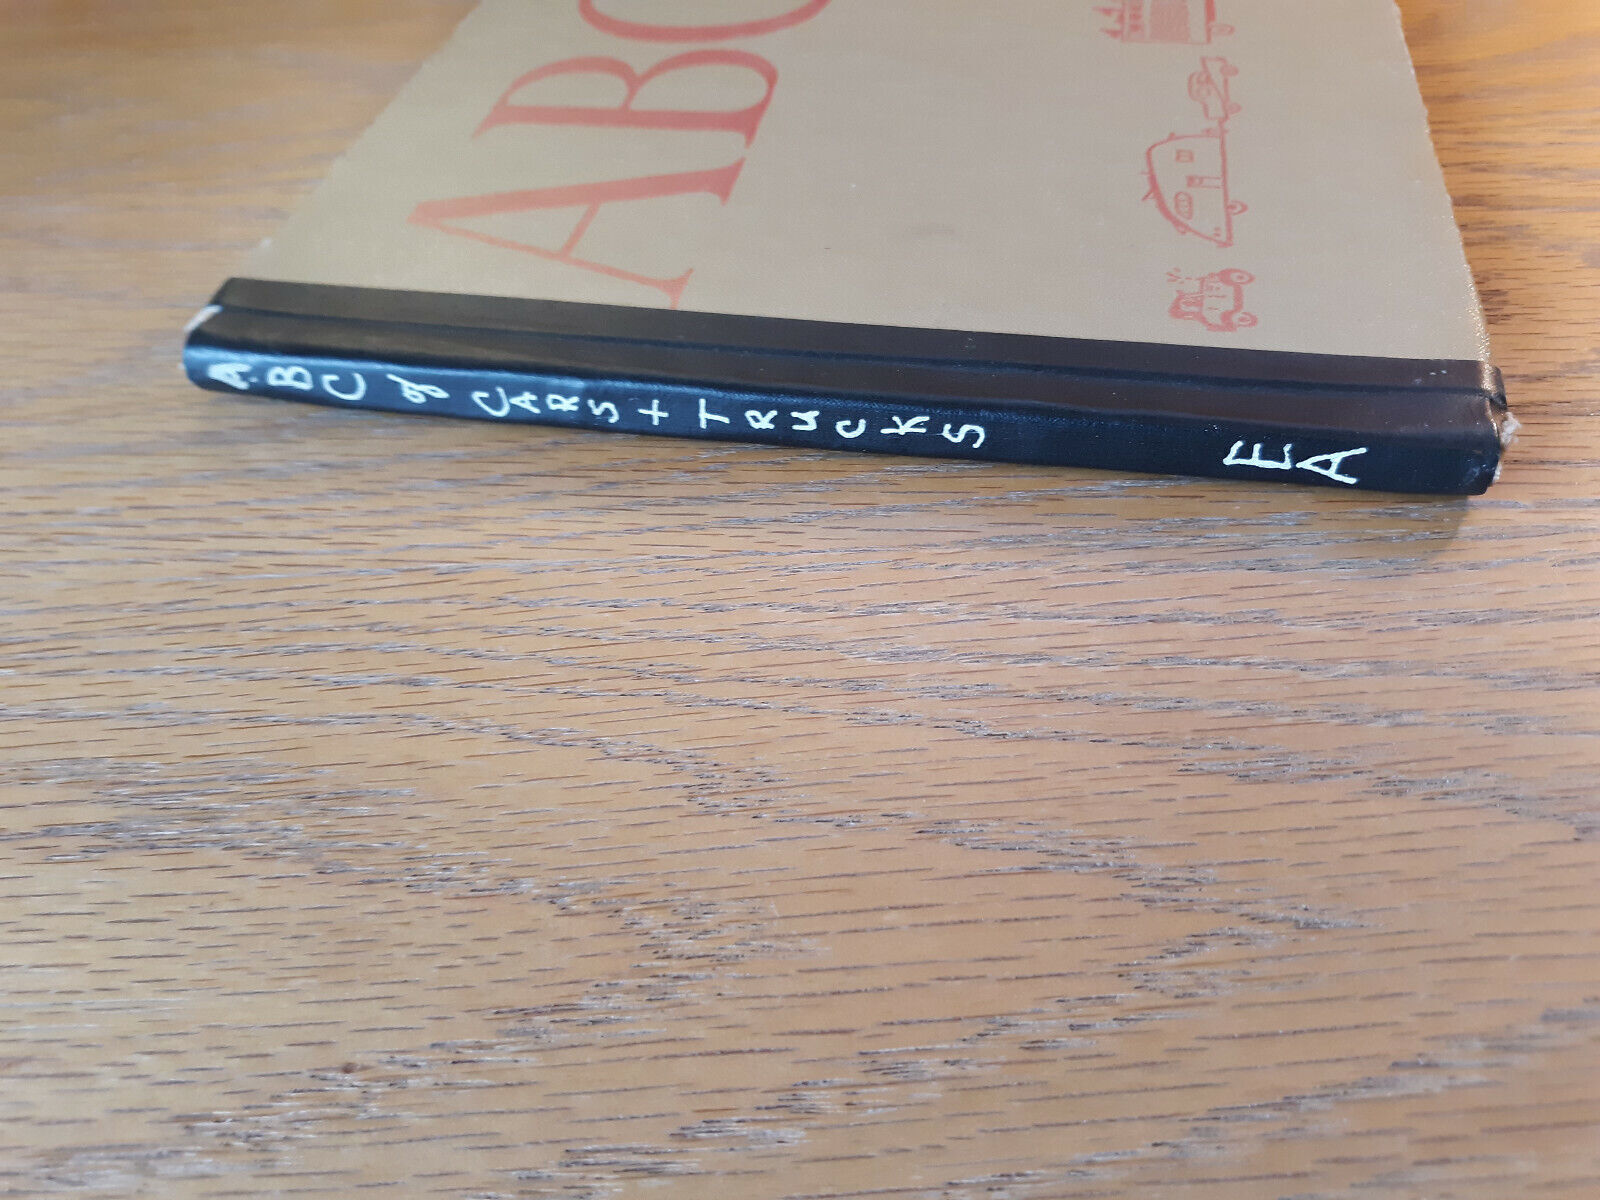 ABC
ABC of CARS + TRUCKS
EA